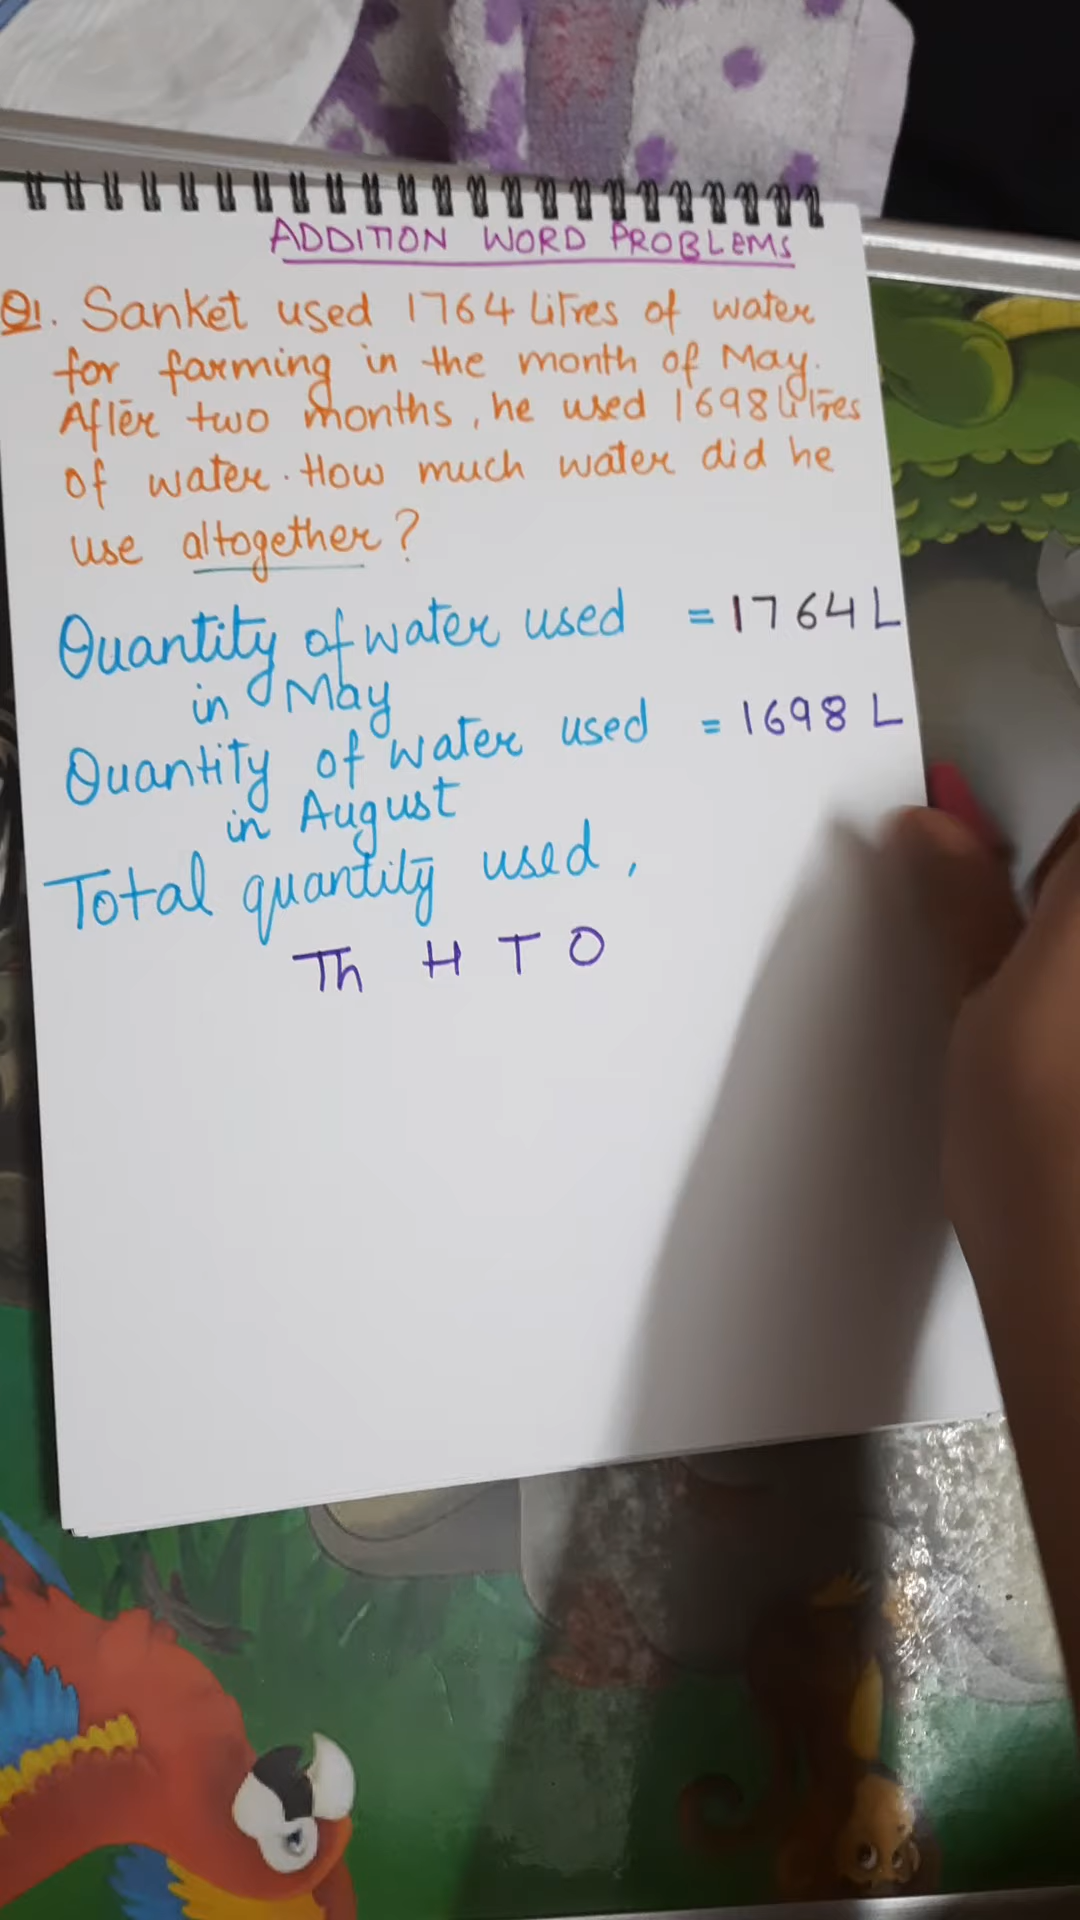 ADDITION WORD PROBLEMS
Q1. Sanket used 1764 litres of water
for farming in the month of May.
After two months, he used 1698 litres
of water. How much water did he
use altogether?
Quantity of water used = 1764 L
in May
Quantity of water used = 1698 L
in August
Total quantity used,
Th H T O